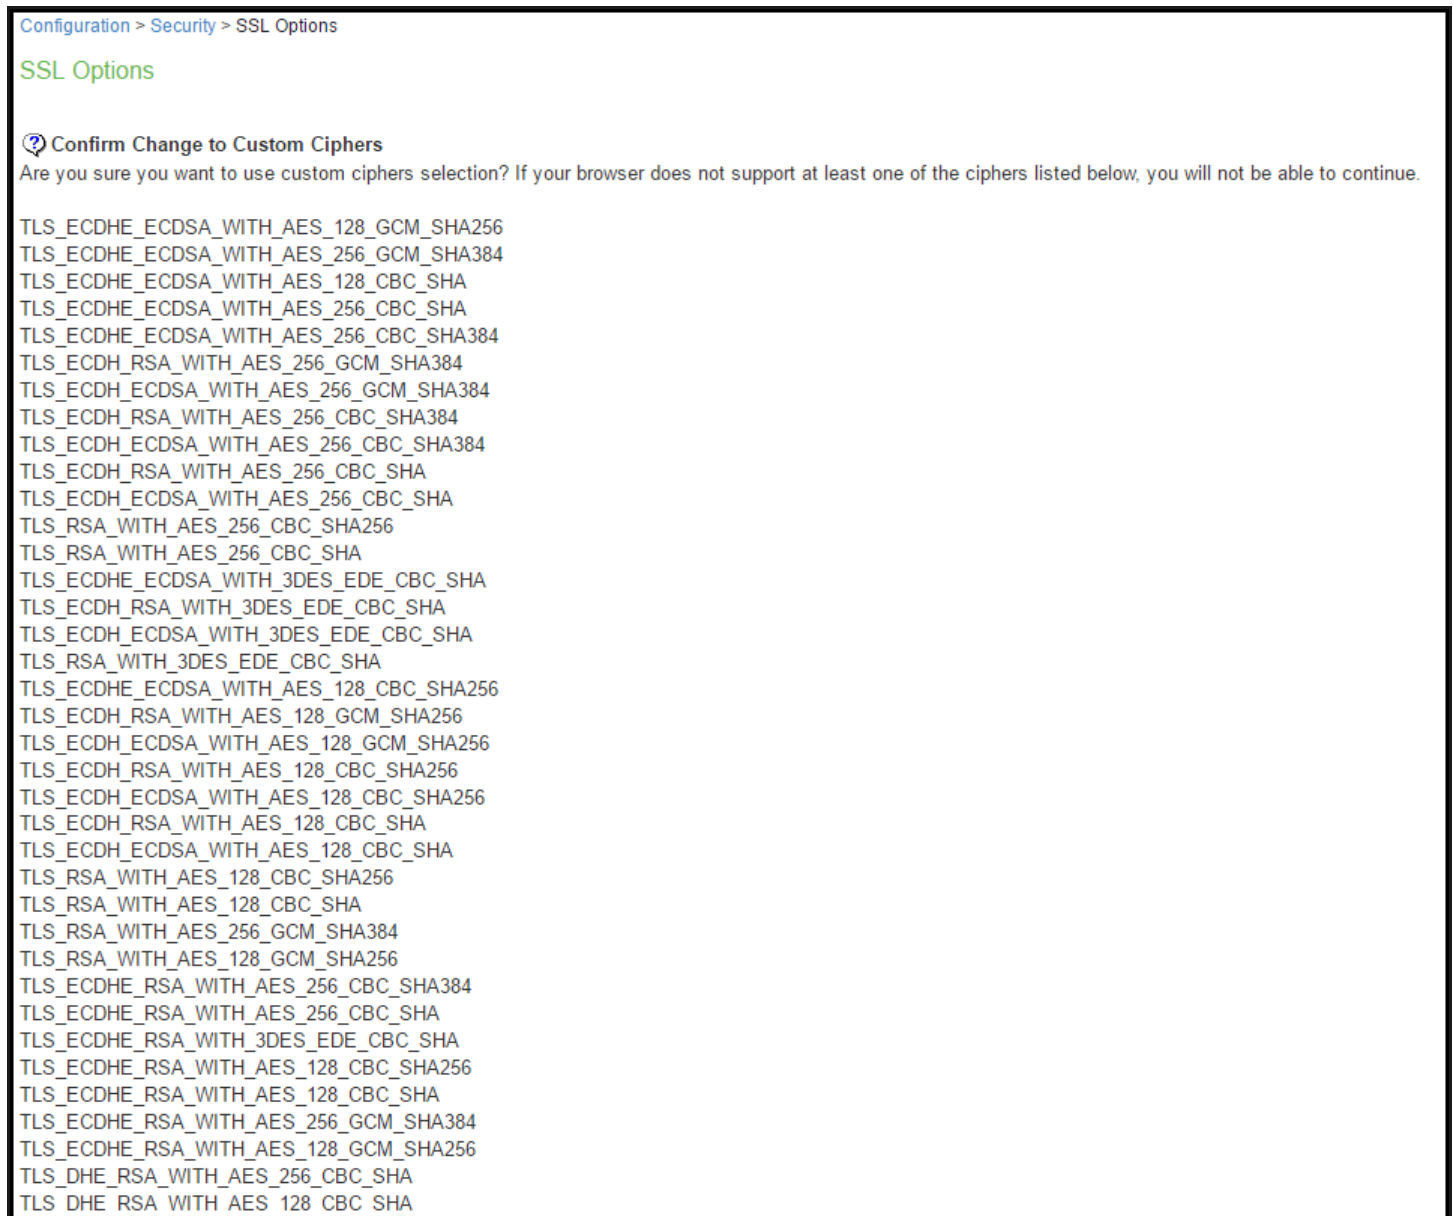 Configuration > Security > SSL Options
SSL Options
Confirm Change to Custom Ciphers
Are you sure you want to use custom ciphers selection? If your browser does not support at least one of the ciphers listed below, you will not be able to continue.
TLS_ECDHE_ECDSA_WITH_AES_128_GCM_SHA256
TLS_ECDHE_ECDSA_WITH_AES_256_GCM_SHA384
TLS_ECDHE_ECDSA_WITH_AES_128_CBC_SHA
TLS_ECDHE_ECDSA_WITH_AES_256_CBC_SHA
TLS_ECDHE_ECDSA_WITH_AES_256_CBC_SHA384
TLS_ECDH_RSA_WITH_AES_256_GCM_SHA384
TLS_ECDH_ECDSA_WITH_AES_256_GCM_SHA384
TLS_ECDH_RSA_WITH_AES_256_CBC_SHA384
TLS_ECDH_ECDSA_WITH_AES_256_CBC_SHA384
TLS_ECDH_RSA_WITH_AES_256_CBC_SHA
TLS_ECDH_ECDSA_WITH_AES_256_CBC_SHA
TLS_RSA_WITH_AES_256_CBC_SHA256
TLS_RSA_WITH_AES_256_CBC_SHA
TLS_ECDHE_ECDSA_WITH_3DES_EDE_CBC_SHA
TLS_ECDH_RSA_WITH_3DES_EDE_CBC_SHA
TLS_ECDH_ECDSA_WITH_3DES_EDE_CBC_SHA
TLS_RSA_WITH_3DES_EDE_CBC_SHA
TLS_ECDHE_ECDSA_WITH_AES_128_CBC_SHA256
TLS_ECDH_RSA_WITH_AES_128_GCM_SHA256
TLS_ECDH_ECDSA_WITH_AES_128_GCM_SHA256
TLS_ECDH_RSA_WITH_AES_128_CBC_SHA256
TLS_ECDH_ECDSA_WITH_AES_128_CBC_SHA256
TLS_ECDH_RSA_WITH_AES_128_CBC_SHA
TLS_ECDH_ECDSA_WITH_AES_128_CBC_SHA
TLS_RSA_WITH_AES_128_CBC_SHA256
TLS_RSA_WITH_AES_128_CBC_SHA
TLS_RSA_WITH_AES_256_GCM_SHA384
TLS_RSA_WITH_AES_128_GCM_SHA256
TLS_ECDHE_RSA_WITH_AES_256_CBC_SHA384
TLS_ECDHE_RSA_WITH_AES_256_CBC_SHA
TLS_ECDHE_RSA_WITH_3DES_EDE_CBC_SHA
TLS_ECDHE_RSA_WITH_AES_128_CBC_SHA256
TLS_ECDHE_RSA_WITH_AES_128_CBC_SHA
TLS_ECDHE_RSA_WITH_AES_256_GCM_SHA384
TLS_ECDHE_RSA_WITH_AES_128_GCM_SHA256
TLS_DHE_RSA_WITH_AES_256_CBC_SHA
TLS_DHE_RSA_WITH_AES_128_CBC_SHA